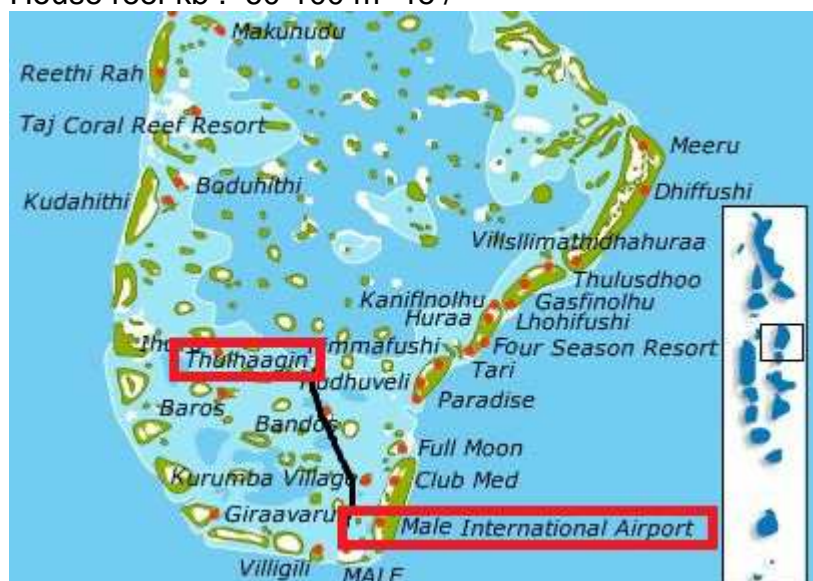 Makunudu
Reethi Rah
Taj Coral Reef Resort
Meeru
Boduhithi
Dhiffushi
Kudahithi
Thulusdhoo
Kanifinolhu
Gasfinolhu
Huraa
Lhohifushi
Four Season Resort
Thulhaagin
Tari
Paradise
Baros
Bandos
Full Moon
Kurumba Village
Club Med
Giraavaru
Male International Airport
Villigili
MALE